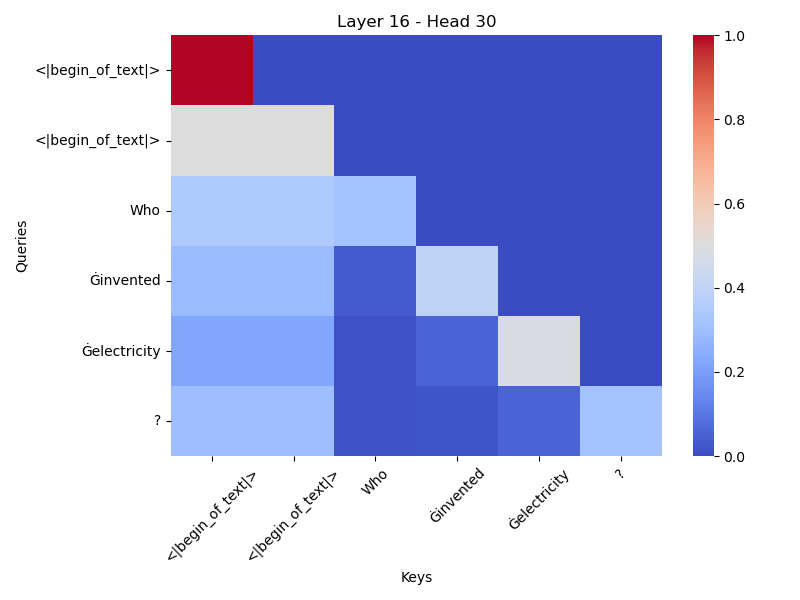 Layer 16 - Head 30
<|begin_of_text|>
<|begin_of_text|>
Who
Ġinvented
Ġelectricity
?
Queries
<|begin_of_text|>
<|begin_of_text|>
Who
Ġinvented
Ġelectricity
?
Keys
1.0
0.8
0.6
0.4
0.2
0.0